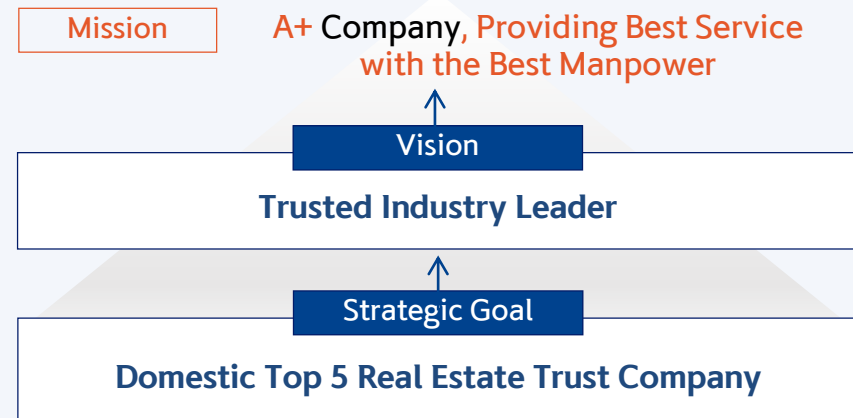 Mission
A+ Company, Providing Best Service
with the Best Manpower
Vision
Trusted Industry Leader
Strategic Goal
Domestic Top 5 Real Estate Trust Company